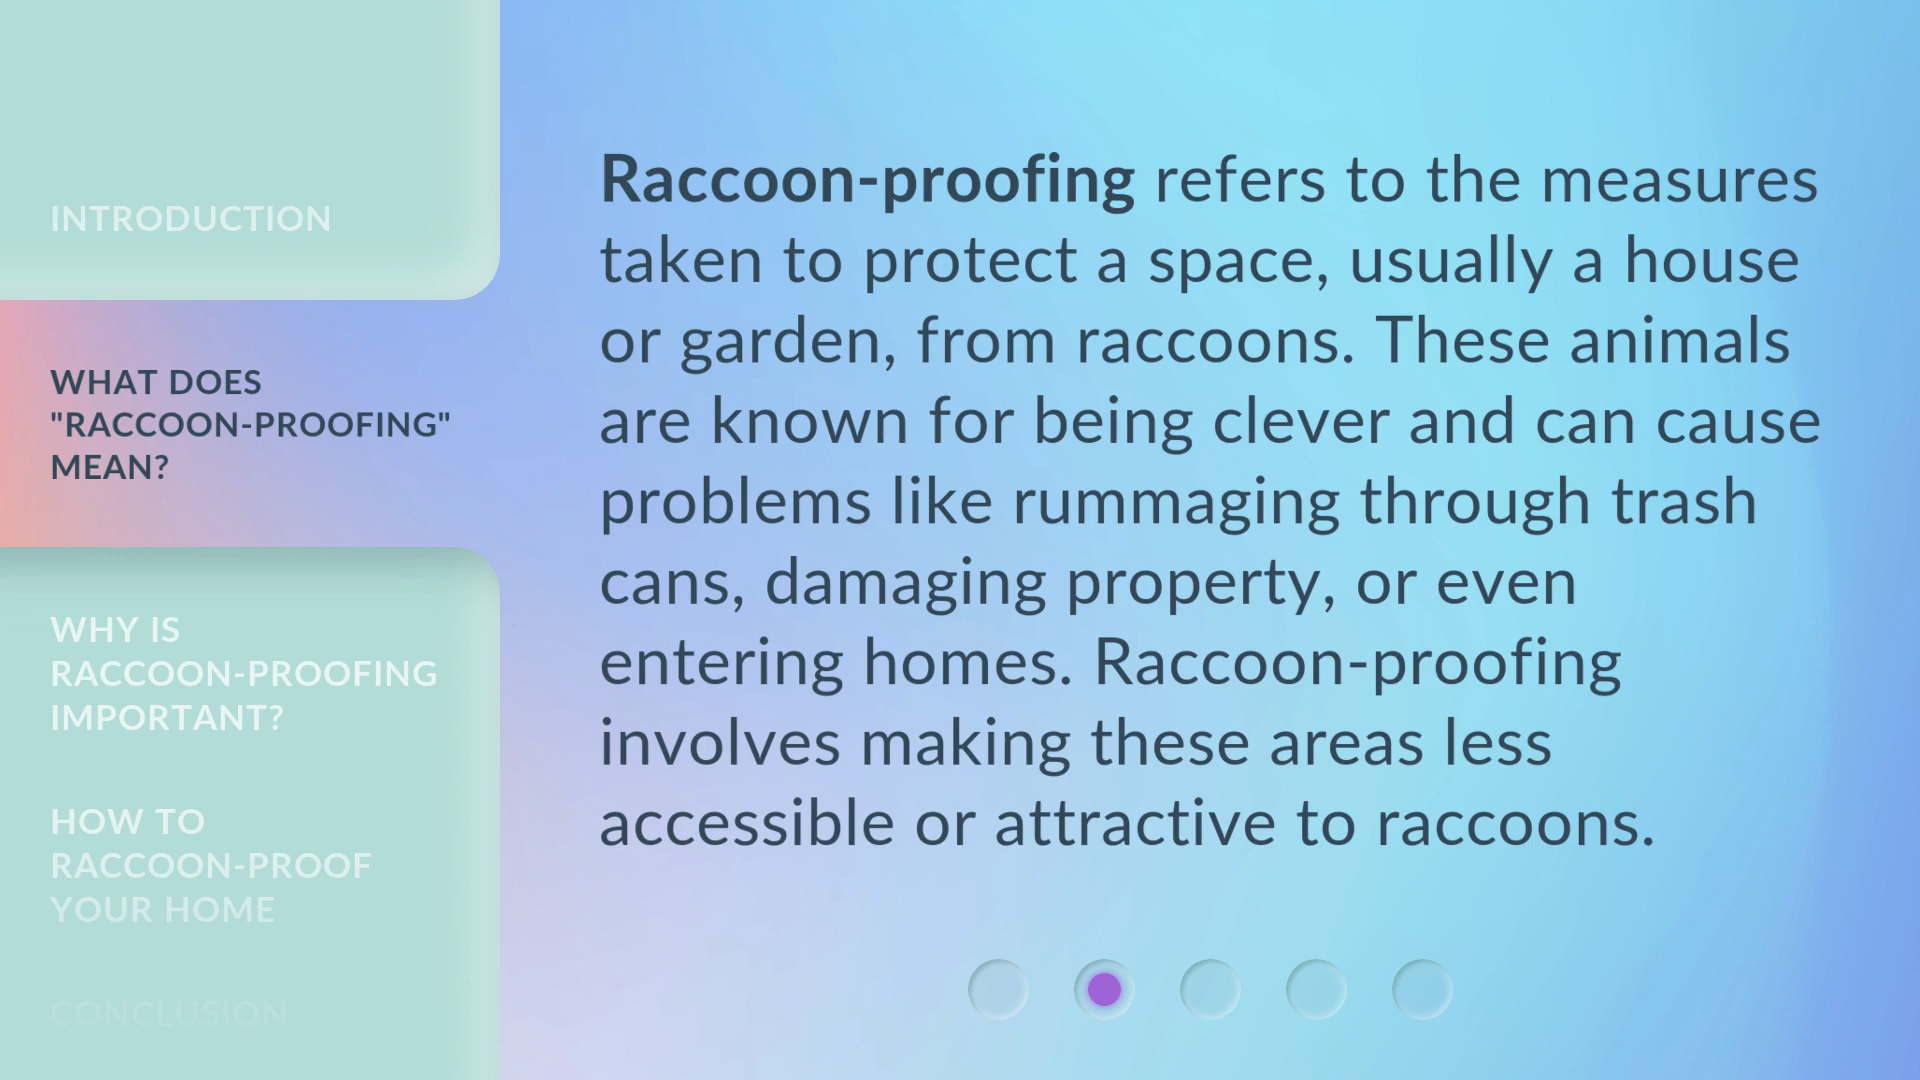 INTRODUCTION
WHAT DOES
"RACCOON-PROOFING"
MEAN?
WHY IS
RACCOON-PROOFING
IMPORTANT?
HOW TO
RACCOON-PROOF
YOUR HOME
CONCLUSION
Raccoon-proofing refers to the measures
taken to protect a space, usually a house
or garden, from raccoons. These animals
are known for being clever and can cause
problems like rummaging through trash
cans, damaging property, or even
entering homes. Raccoon-proofing
involves making these areas less
accessible or attractive to raccoons.